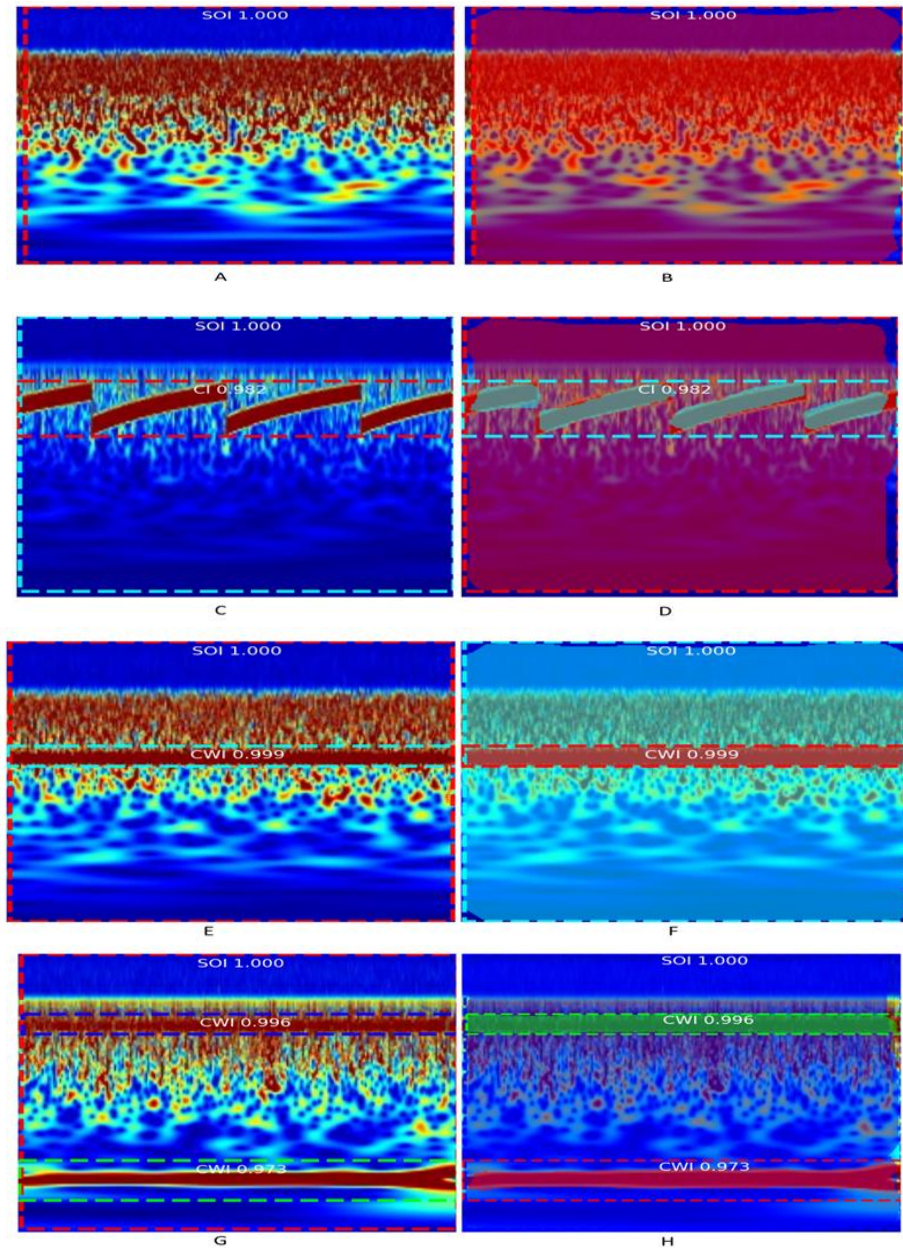 SOI 1.000 SOI 1.000
A B
SOI 1.000 SOI 1.000
CI 0.982 CI 0.982
C D
SOI 1.000 SOI 1.000
CWI 0.999 CWI 0.999
E F
SOI 1.000 SOI 1.000
CWI 0.996 CWI 0.996
CWI 0.973 CWI 0.973
G H